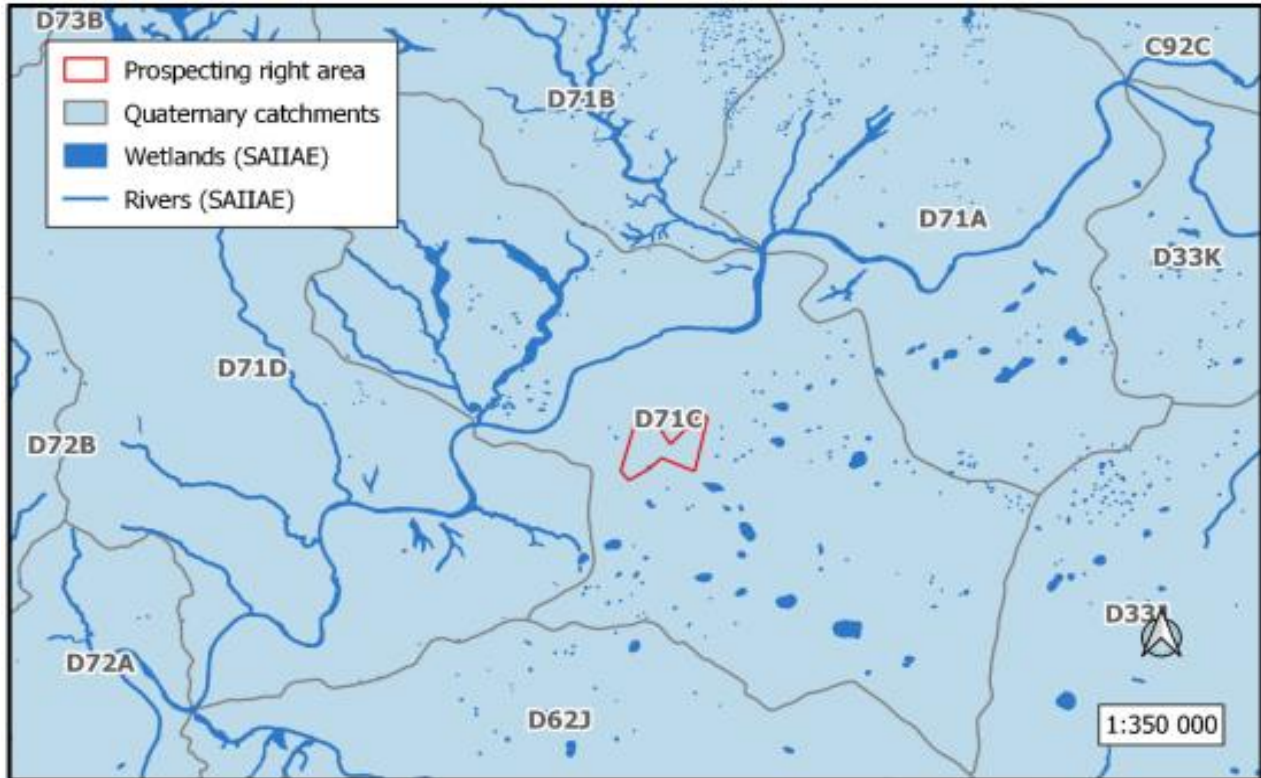 D73B
Prospecting right area
Quaternary catchments
Wetlands (SAIIAE)
Rivers (SAIIAE)
C92C
D71B
D71A
D33K
D71D
D71C
D72B
D72A
D62J
1:350 000